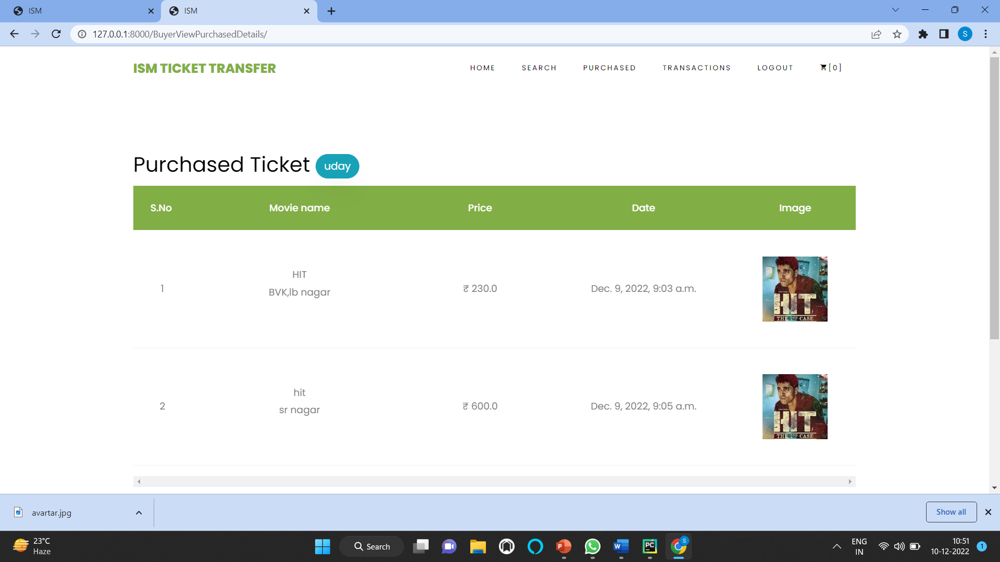 ISM
ISM
127.0.0.1:8000/BuyerViewPurchasedDetails/
S
ISM TICKET TRANSFER
HOME
SEARCH
PURCHASED
TRANSACTIONS
LOGOUT
[0]
Purchased Ticket uday
S.No Movie name Price Date Image
HIT
BVK,lb nagar
1 ₹ 230.0 Dec. 9, 2022, 9:03 a.m.
HIT
THE 2ND CASE
hit
sr nagar
2 ₹ 600.0 Dec. 9, 2022, 9:05 a.m.
HIT
THE 2ND CASE
avartar.jpg
Show all
23°C
Haze
Search
P
W
PC
S
ENG
IN
10:51
10-12-2022
1